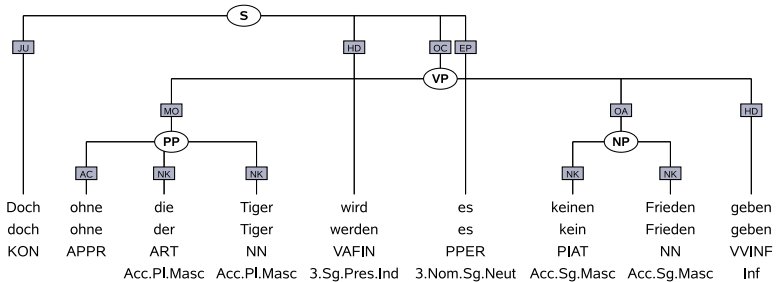 S
JU HD OC EP
VP
MO OA HD
PP NP
AC NK NK NK NK
Doch ohne die Tiger wird es keinen Frieden geben
doch ohne der Tiger werden es kein Frieden geben
KON APPR ART NN VAFIN PPER PIAT NN VVINF
Acc.Pl.Masc Acc.Pl.Masc 3.Sg.Pres.Ind 3.Nom.Sg.Neut Acc.Sg.Masc Acc.Sg.Masc Inf